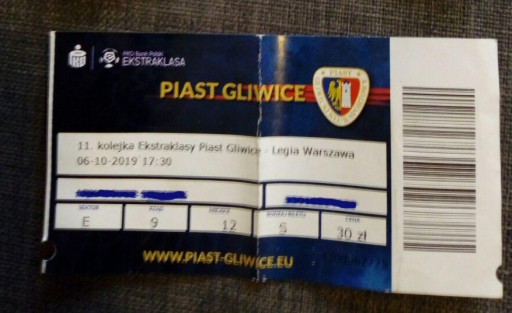 PKO Bank Polski
EKSTRAKLASA
PIAST GLIWICE
PIAST
11. kolejka Ekstraklasy Piast Gliwice - Legia Warszawa
06-10-2019 17:30
SEKTOR RZĄD MIEJSCE CENA
E 9 12 S 30 zł
WWW.PIAST-GLIWICE.EU